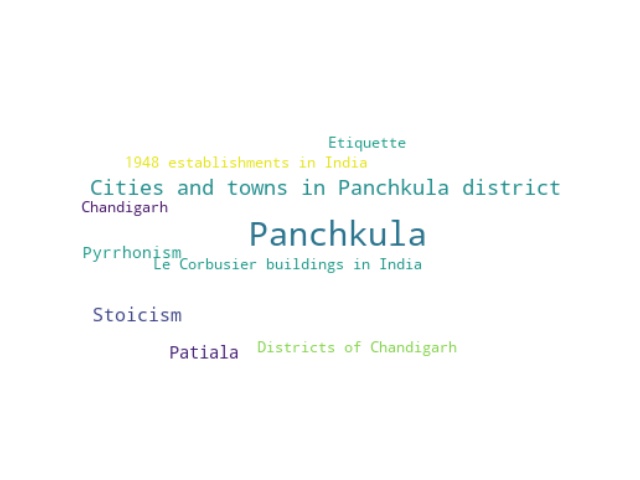 Etiquette
1948 establishments in India
Cities and towns in Panchkula district
Chandigarh
Panchkula
Pyrrhonism
Le Corbusier buildings in India
Stoicism
Districts of Chandigarh
Patiala